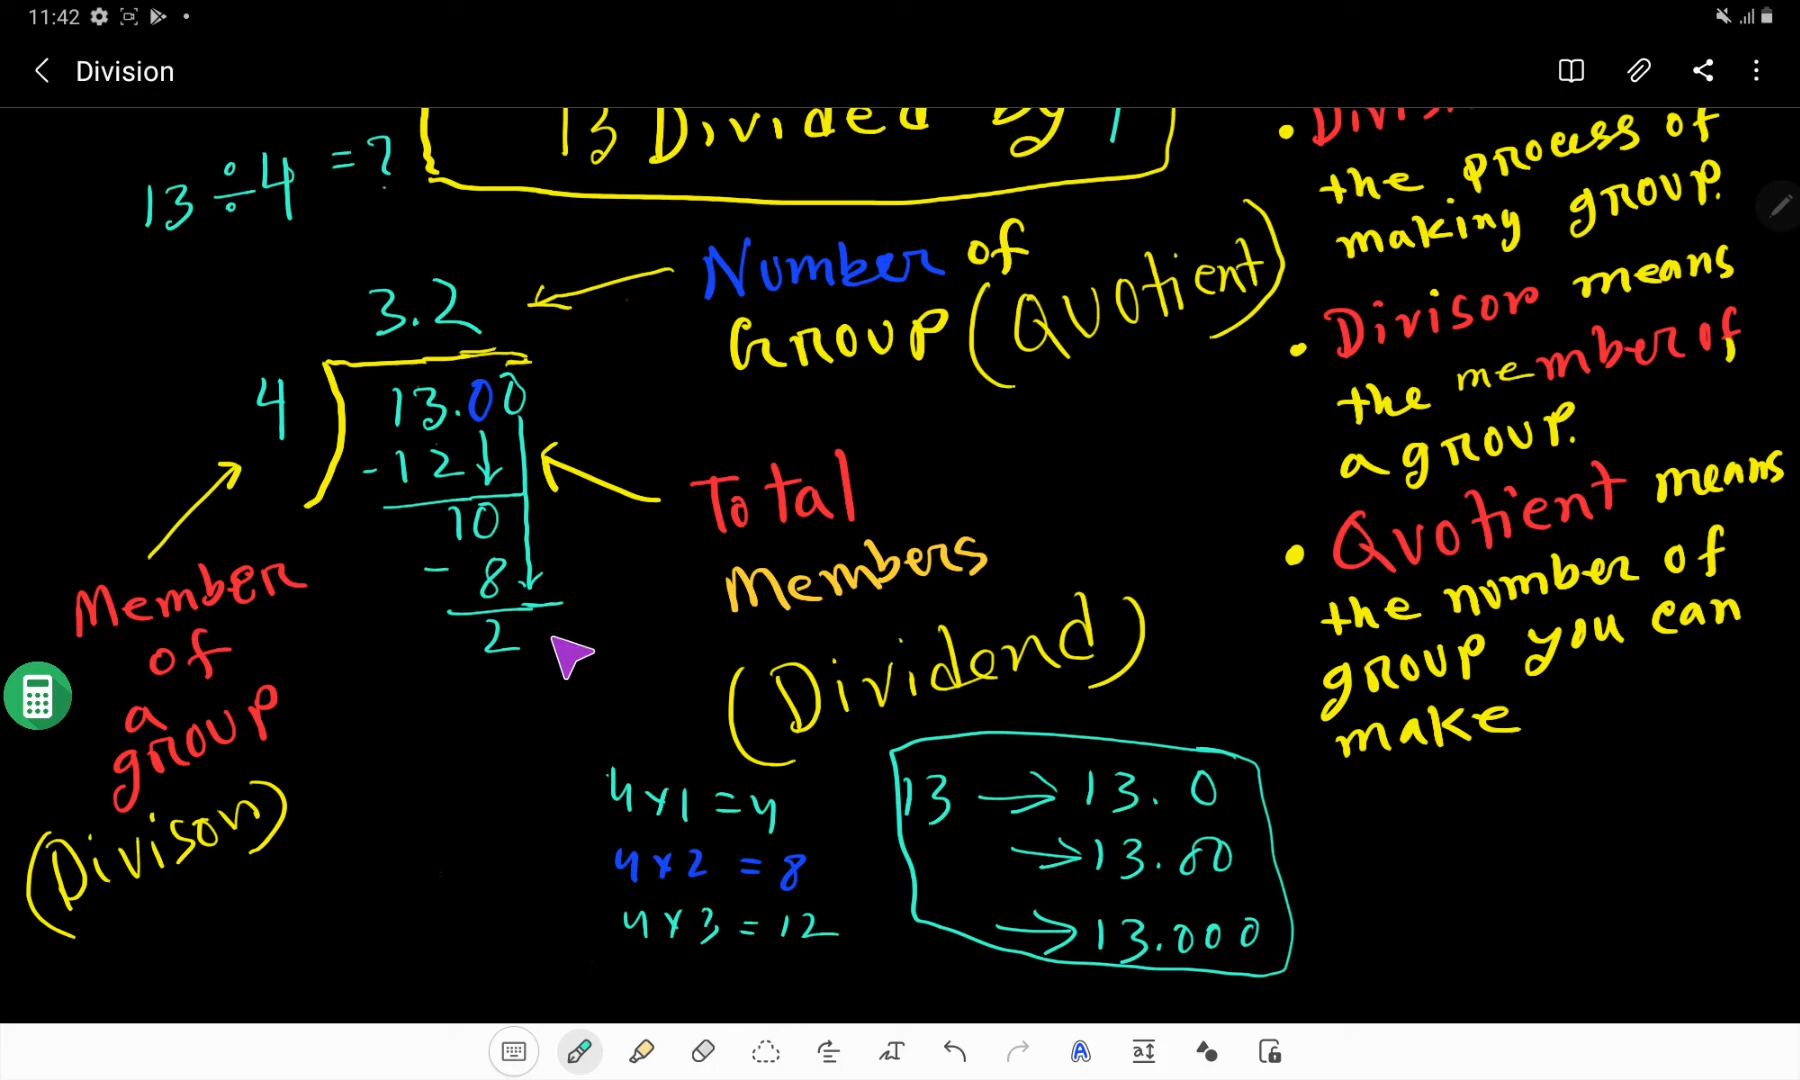 11:42
Division
13 Divided by
13 ÷ 4 = ?
3.2
4
13.00
-12
10
- 8
2
Number of
Group (Quotient)
Total
members
(Dividend)
Member
of
a
group
(Divisor)
4 x 1 = 4
4 x 2 = 8
4 x 3 = 12
13 → 13.0
→ 13.00
→ 13.000
the process of
making group.
• Divisor means
the member of
a group.
• Quotient means
the number of
group you can
make